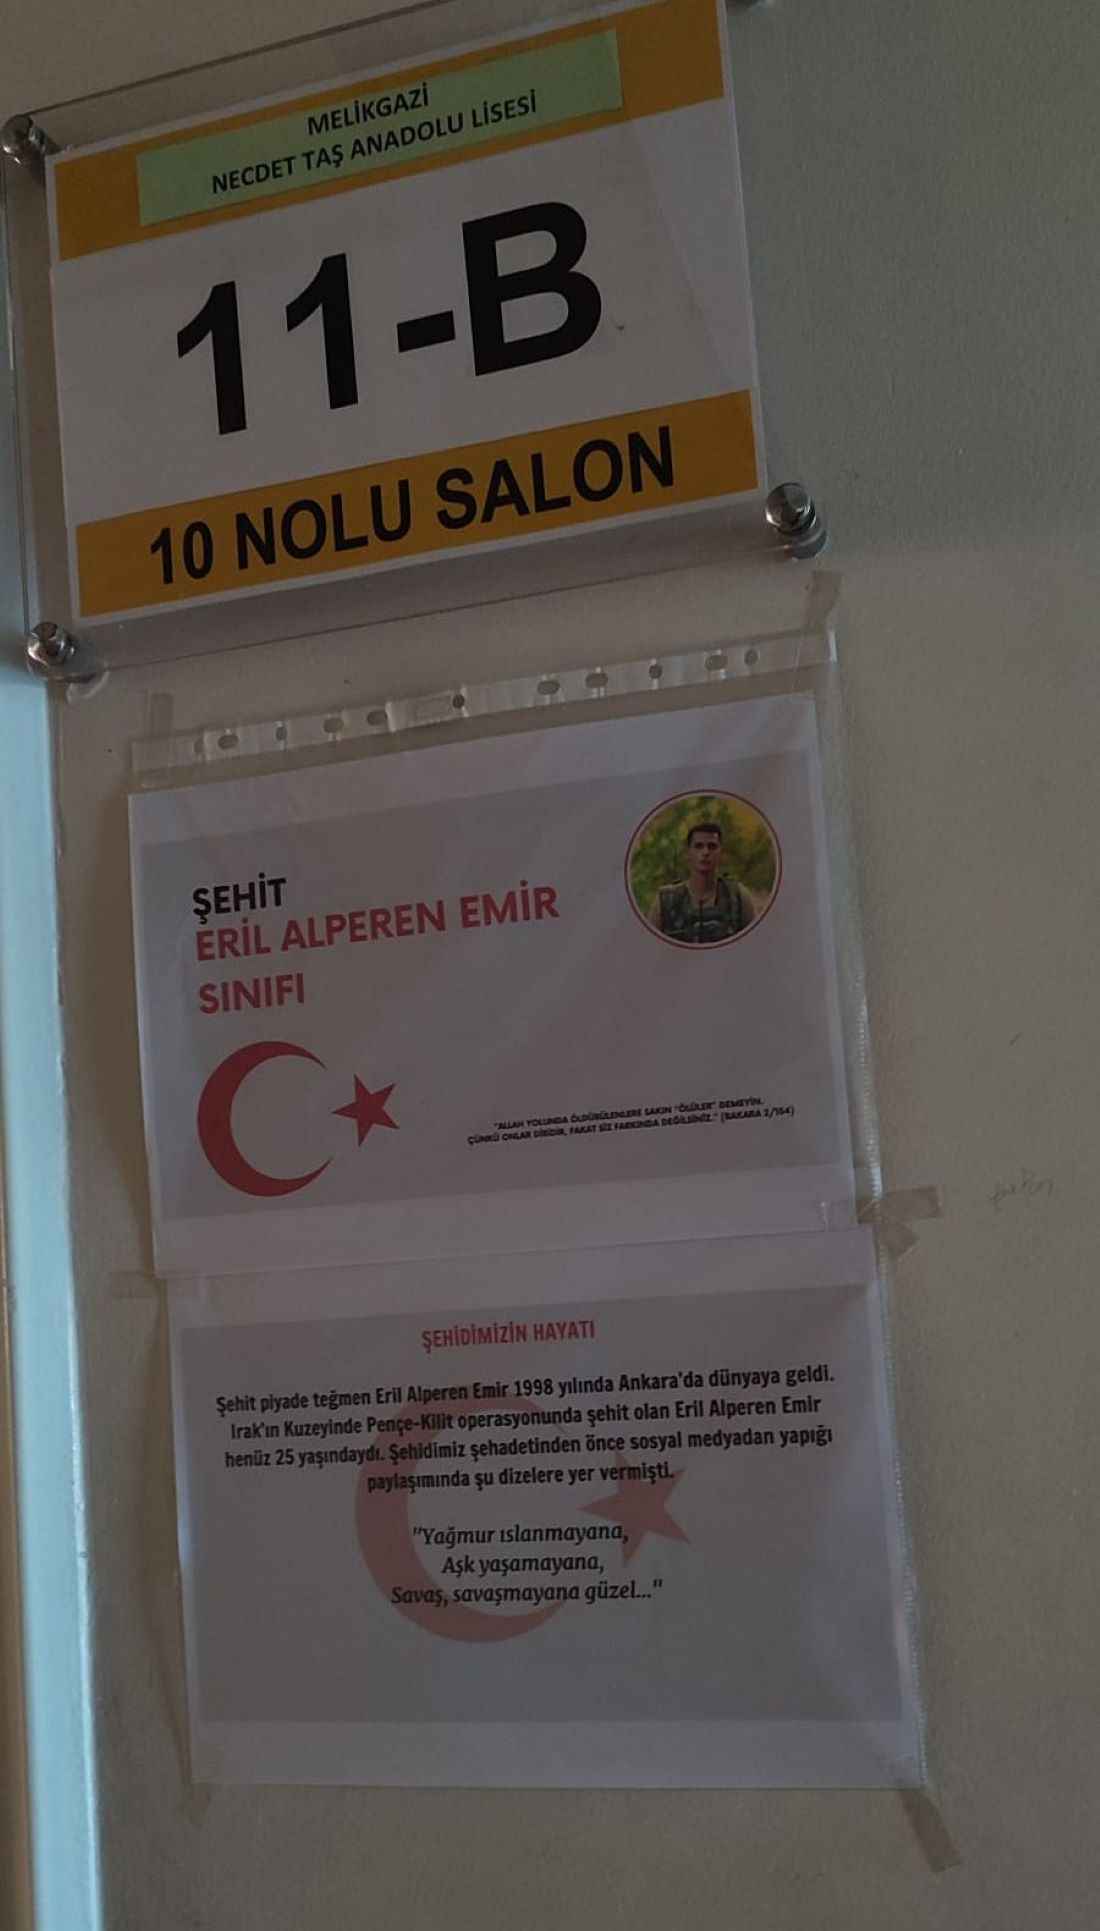 MELİKGAZİ
NECDET TAŞ ANADOLU LİSESİ
11-B
10 NOLU SALON
ŞEHİT
ERİL ALPEREN EMİR
SINIFI
"ALLAH YOLUNDA ÖLDÜRÜLENLERE SAKIN "ÖLÜLER" DEMEYİN.
ÇÜNKÜ ONLAR DİRİDİR, FAKAT SİZ FARKINDA DEĞİLSİNİZ." (BAKARA 2/154)
ŞEHİDİMİZİN HAYATI
Şehit piyade teğmen Eril Alperen Emir 1998 yılında Ankara'da dünyaya geldi.
Irak'ın Kuzeyinde Pençe-Kilit operasyonunda şehit olan Eril Alperen Emir
henüz 25 yaşındaydı. Şehidimiz şehadetinden önce sosyal medyadan yapığı
paylaşımında şu dizelere yer vermişti.
"Yağmur ıslanmayana,
Aşk yaşamayana,
Savaş, savaşmayana güzel..."